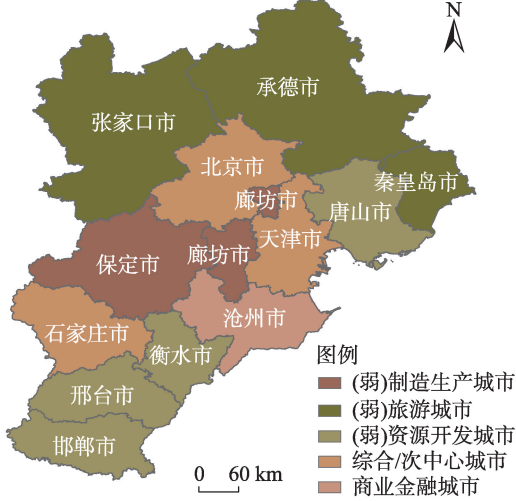 N
承德市
张家口市
北京市
秦皇岛市
廊坊市
唐山市
天津市
廊坊市
保定市
沧州市
石家庄市
衡水市
邢台市
邯郸市
图例
(弱)制造生产城市
(弱)旅游城市
(弱)资源开发城市
综合/次中心城市
商业金融城市
0 60 km